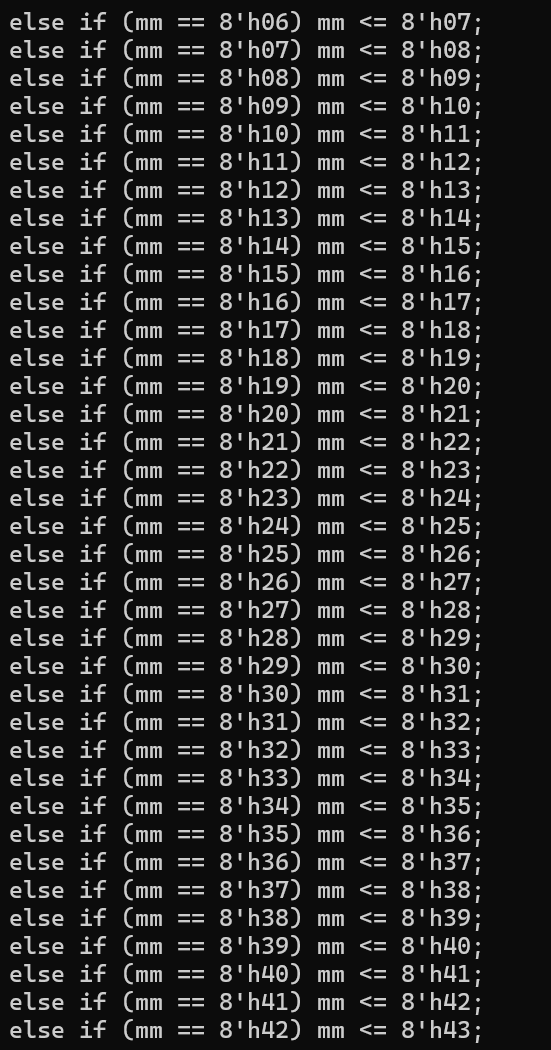 else if (mm == 8'h06) mm <= 8'h07;
else if (mm == 8'h07) mm <= 8'h08;
else if (mm == 8'h08) mm <= 8'h09;
else if (mm == 8'h09) mm <= 8'h10;
else if (mm == 8'h10) mm <= 8'h11;
else if (mm == 8'h11) mm <= 8'h12;
else if (mm == 8'h12) mm <= 8'h13;
else if (mm == 8'h13) mm <= 8'h14;
else if (mm == 8'h14) mm <= 8'h15;
else if (mm == 8'h15) mm <= 8'h16;
else if (mm == 8'h16) mm <= 8'h17;
else if (mm == 8'h17) mm <= 8'h18;
else if (mm == 8'h18) mm <= 8'h19;
else if (mm == 8'h19) mm <= 8'h20;
else if (mm == 8'h20) mm <= 8'h21;
else if (mm == 8'h21) mm <= 8'h22;
else if (mm == 8'h22) mm <= 8'h23;
else if (mm == 8'h23) mm <= 8'h24;
else if (mm == 8'h24) mm <= 8'h25;
else if (mm == 8'h25) mm <= 8'h26;
else if (mm == 8'h26) mm <= 8'h27;
else if (mm == 8'h27) mm <= 8'h28;
else if (mm == 8'h28) mm <= 8'h29;
else if (mm == 8'h29) mm <= 8'h30;
else if (mm == 8'h30) mm <= 8'h31;
else if (mm == 8'h31) mm <= 8'h32;
else if (mm == 8'h32) mm <= 8'h33;
else if (mm == 8'h33) mm <= 8'h34;
else if (mm == 8'h34) mm <= 8'h35;
else if (mm == 8'h35) mm <= 8'h36;
else if (mm == 8'h36) mm <= 8'h37;
else if (mm == 8'h37) mm <= 8'h38;
else if (mm == 8'h38) mm <= 8'h39;
else if (mm == 8'h39) mm <= 8'h40;
else if (mm == 8'h40) mm <= 8'h41;
else if (mm == 8'h41) mm <= 8'h42;
else if (mm == 8'h42) mm <= 8'h43;